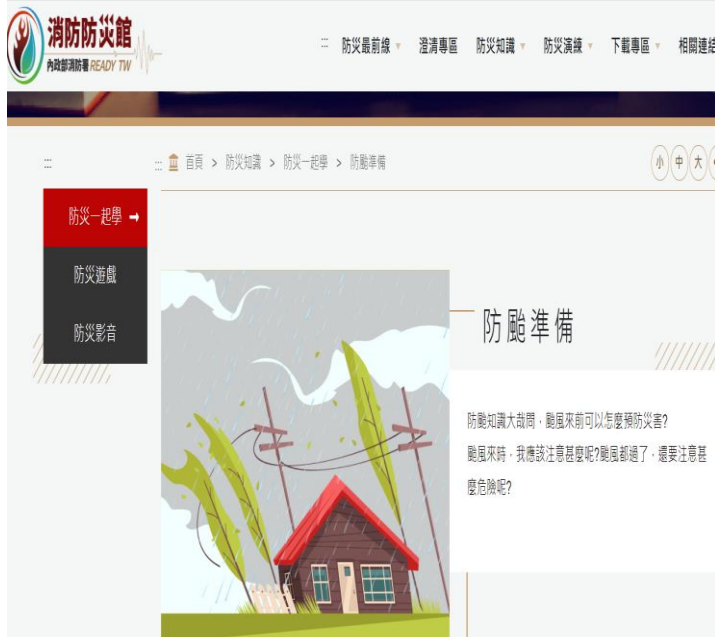 消防防災館
內政部消防署 READY TW
::: 防災最前線 澄清專區 防災知識 防災演練 下載專區 相關連結
:::
::: 首頁 > 防災知識 > 防災一起學 > 防颱準備
小 中 大
防災一起學
防災遊戲
防災影音
防颱準備
防颱知識大哉問，颱風來前可以怎麼預防災害?
颱風來時，我應該注意甚麼呢?颱風都過了，還要注意甚
麼危險呢?